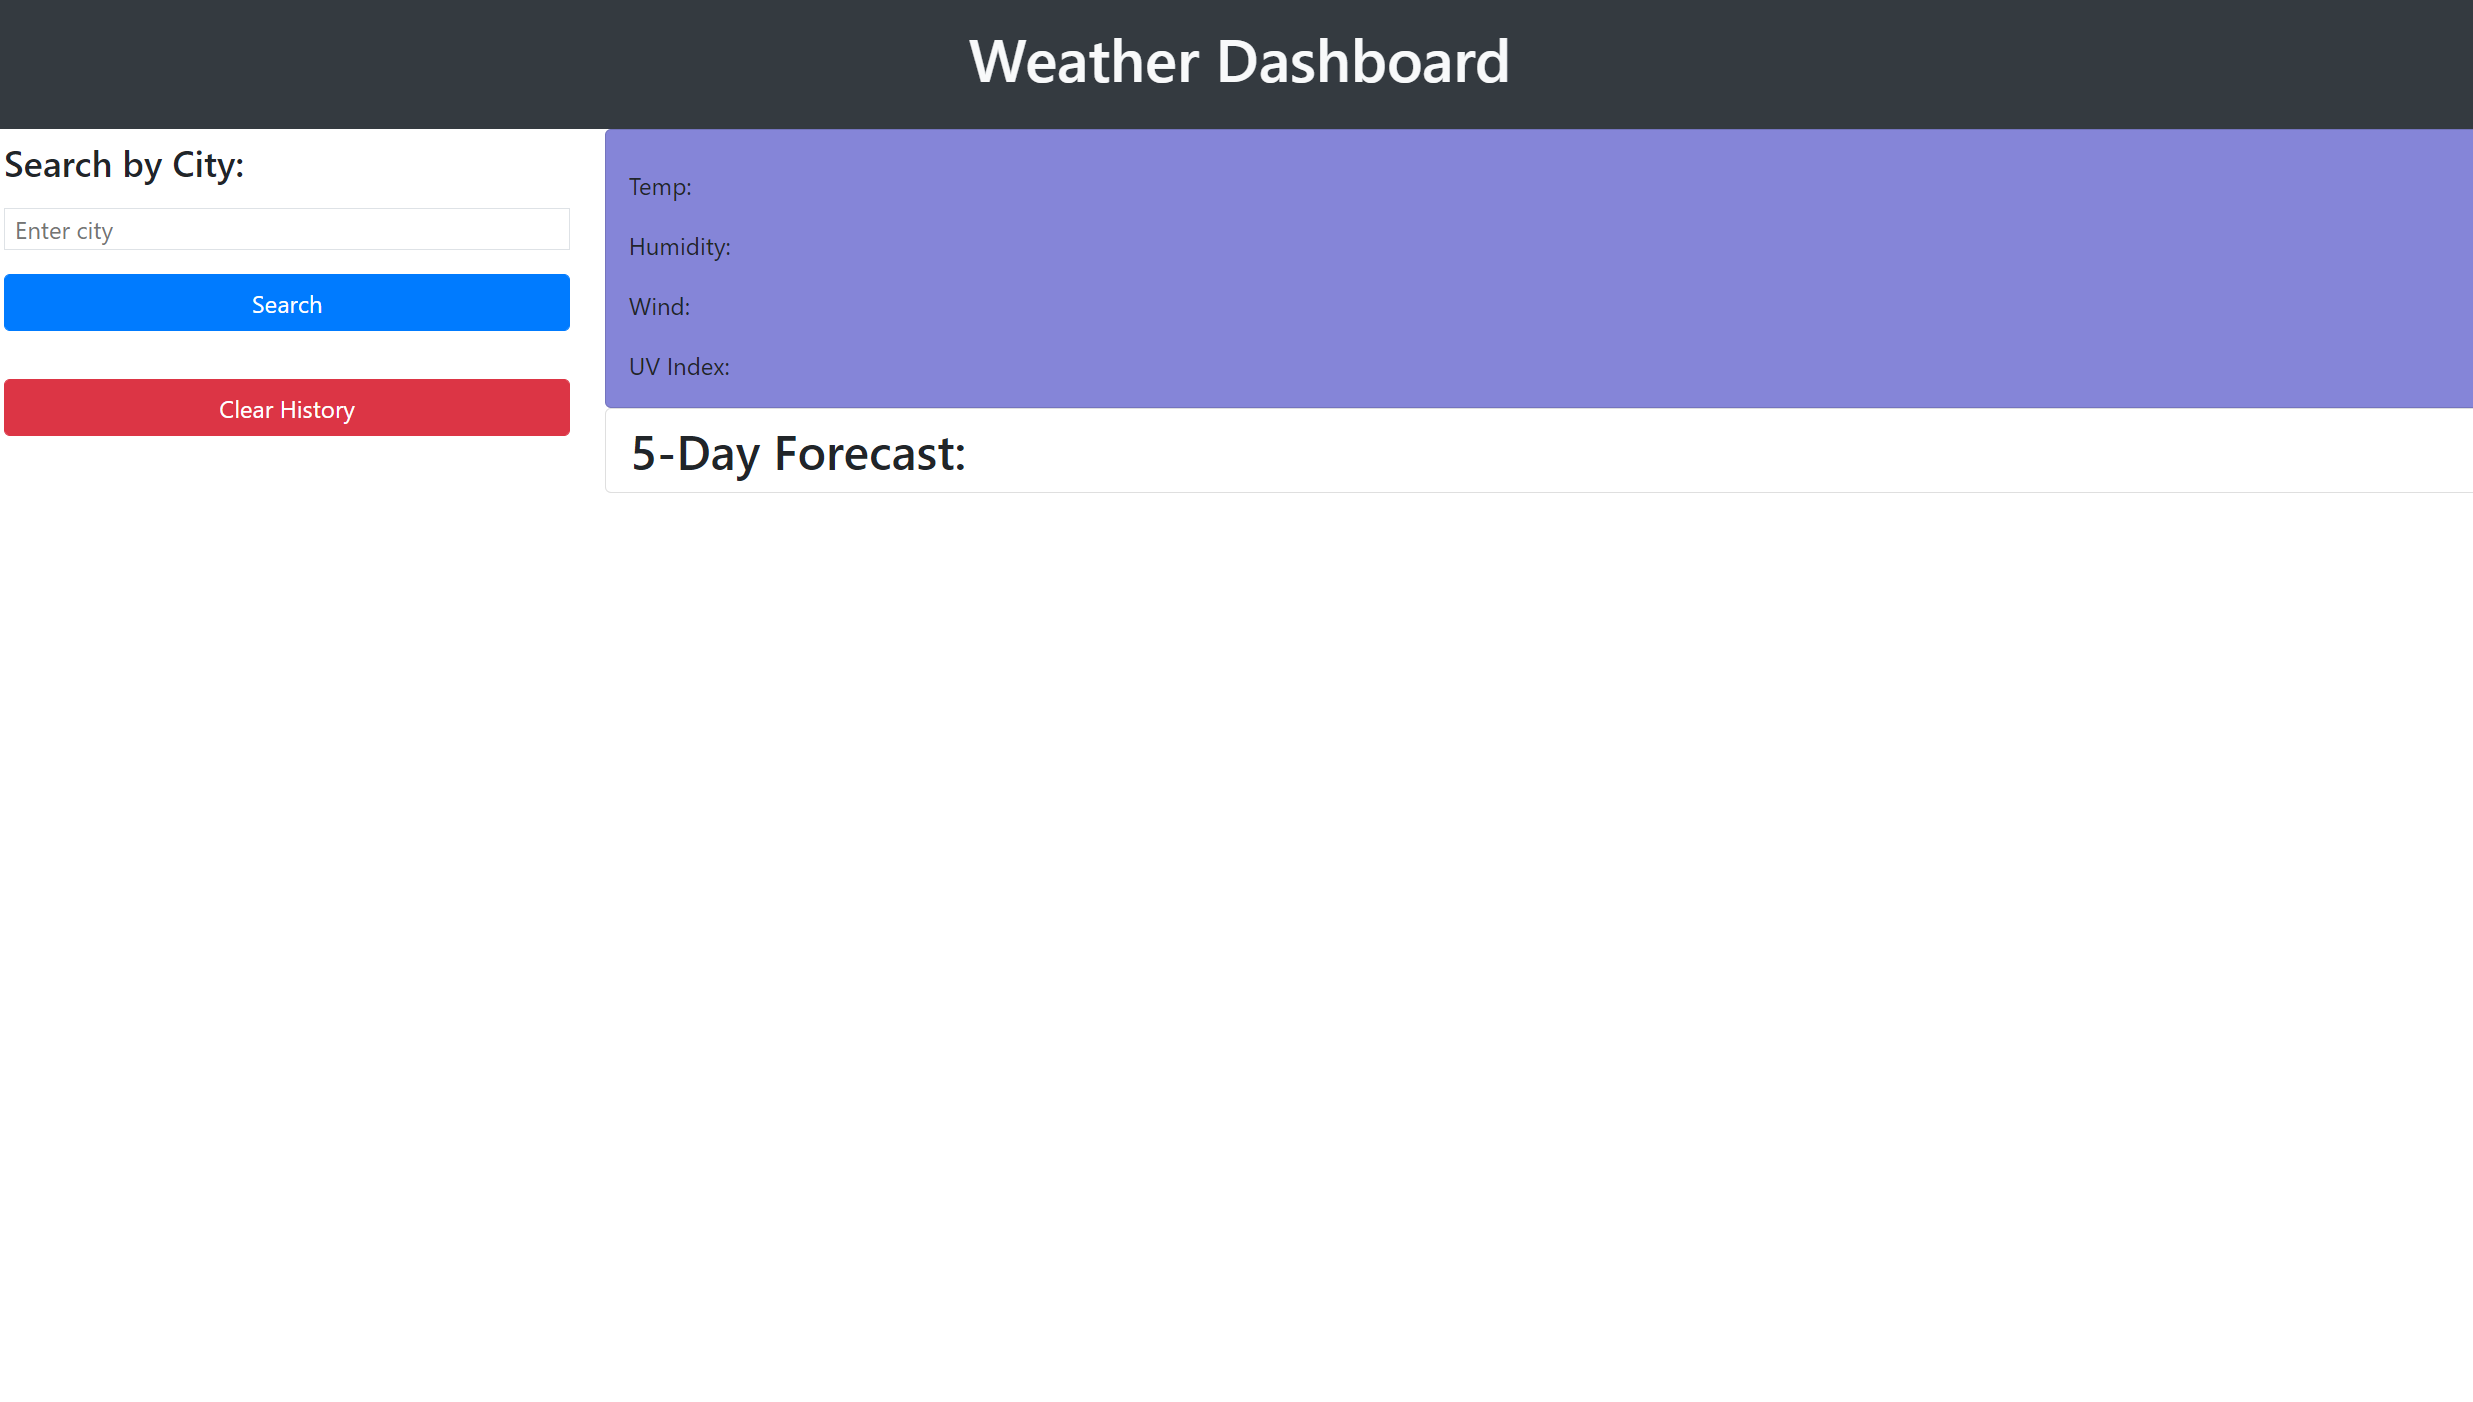 Weather Dashboard
Search by City:
Enter city
Search
Clear History
Temp:
Humidity:
Wind:
UV Index:
5-Day Forecast: